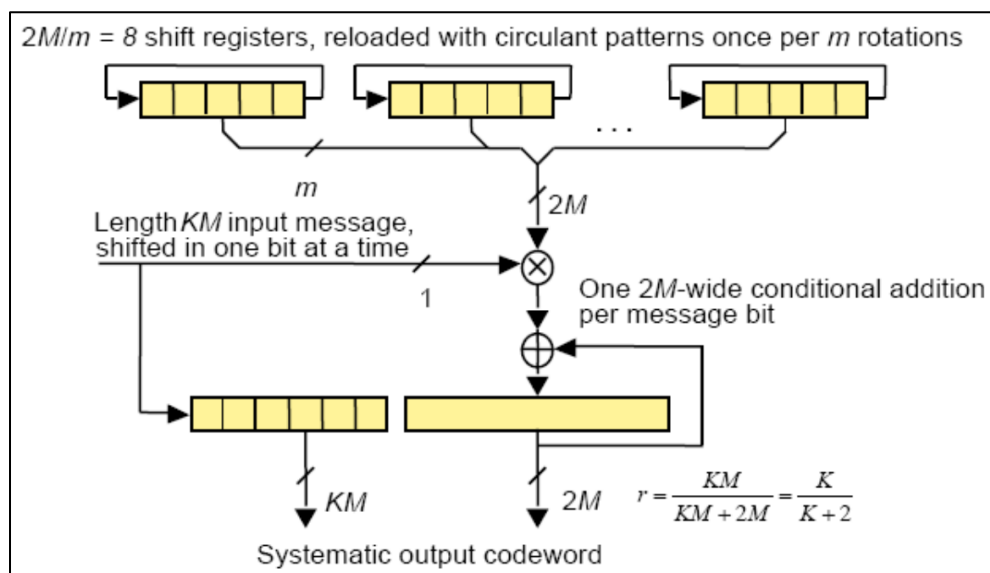 2M/m = 8 shift registers, reloaded with circulant patterns once per m rotations
. . .
m
2M
Length KM input message,
shifted in one bit at a time
1
One 2M-wide conditional addition
per message bit
KM
2M
r = KM / (KM + 2M) = K / (K + 2)
Systematic output codeword